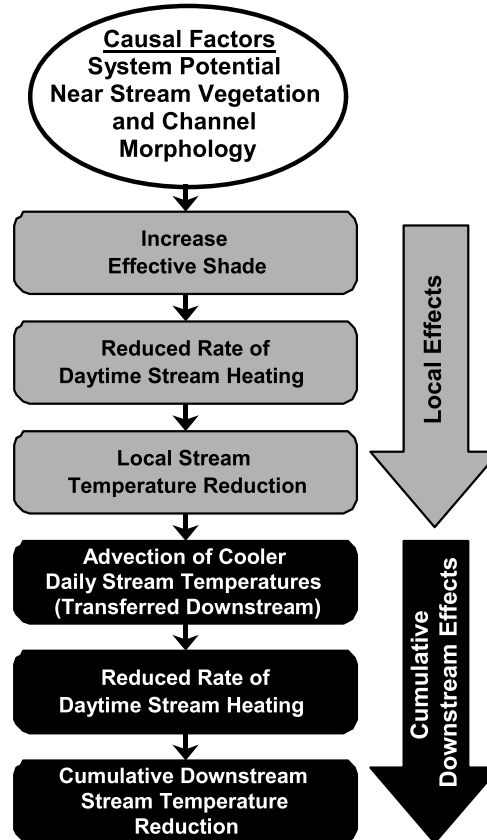 Causal Factors
System Potential
Near Stream Vegetation
and Channel
Morphology
Increase
Effective Shade
Reduced Rate of
Daytime Stream Heating
Local Stream
Temperature Reduction
Local Effects
Advection of Cooler
Daily Stream Temperatures
(Transferred Downstream)
Reduced Rate of
Daytime Stream Heating
Cumulative Downstream
Stream Temperature
Reduction
Cumulative
Downstream Effects